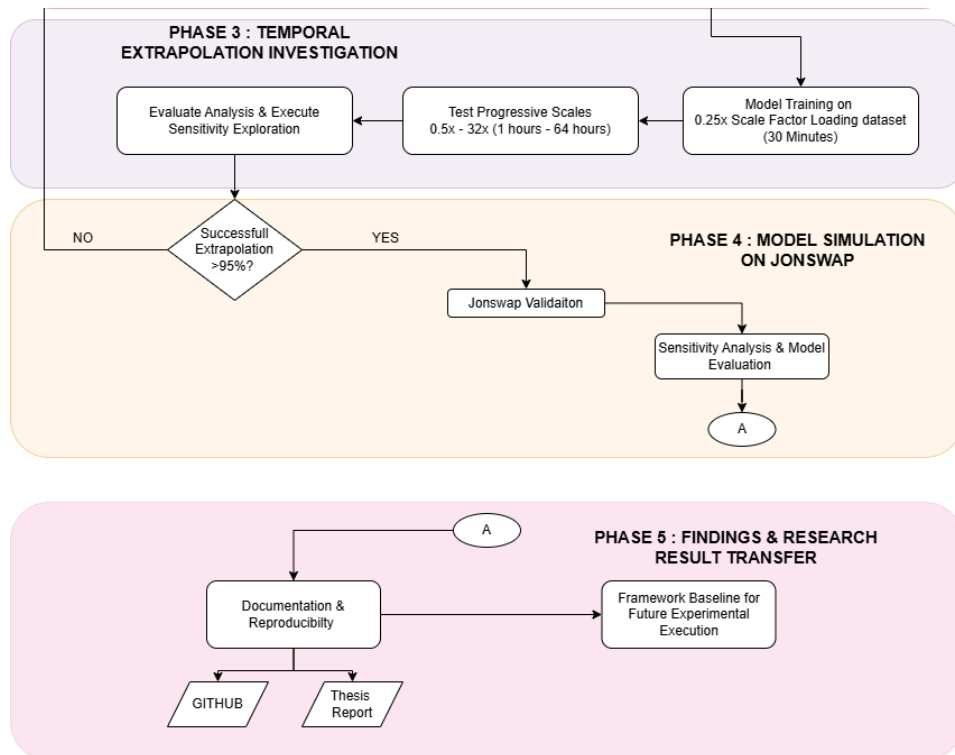 PHASE 3 : TEMPORAL
EXTRAPOLATION INVESTIGATION
Evaluate Analysis & Execute
Sensitivity Exploration
Test Progressive Scales
0.5x - 32x (1 hours - 64 hours)
Model Training on
0.25x Scale Factor Loading dataset
(30 Minutes)
NO
Successfull
Extrapolation
>95%?
YES
PHASE 4 : MODEL SIMULATION
ON JONSWAP
Jonswap Validaiton
Sensitivity Analysis & Model
Evaluation
A
A
PHASE 5 : FINDINGS & RESEARCH
RESULT TRANSFER
Documentation &
Reproducibilty
Framework Baseline for
Future Experimental
Execution
GITHUB
Thesis
Report